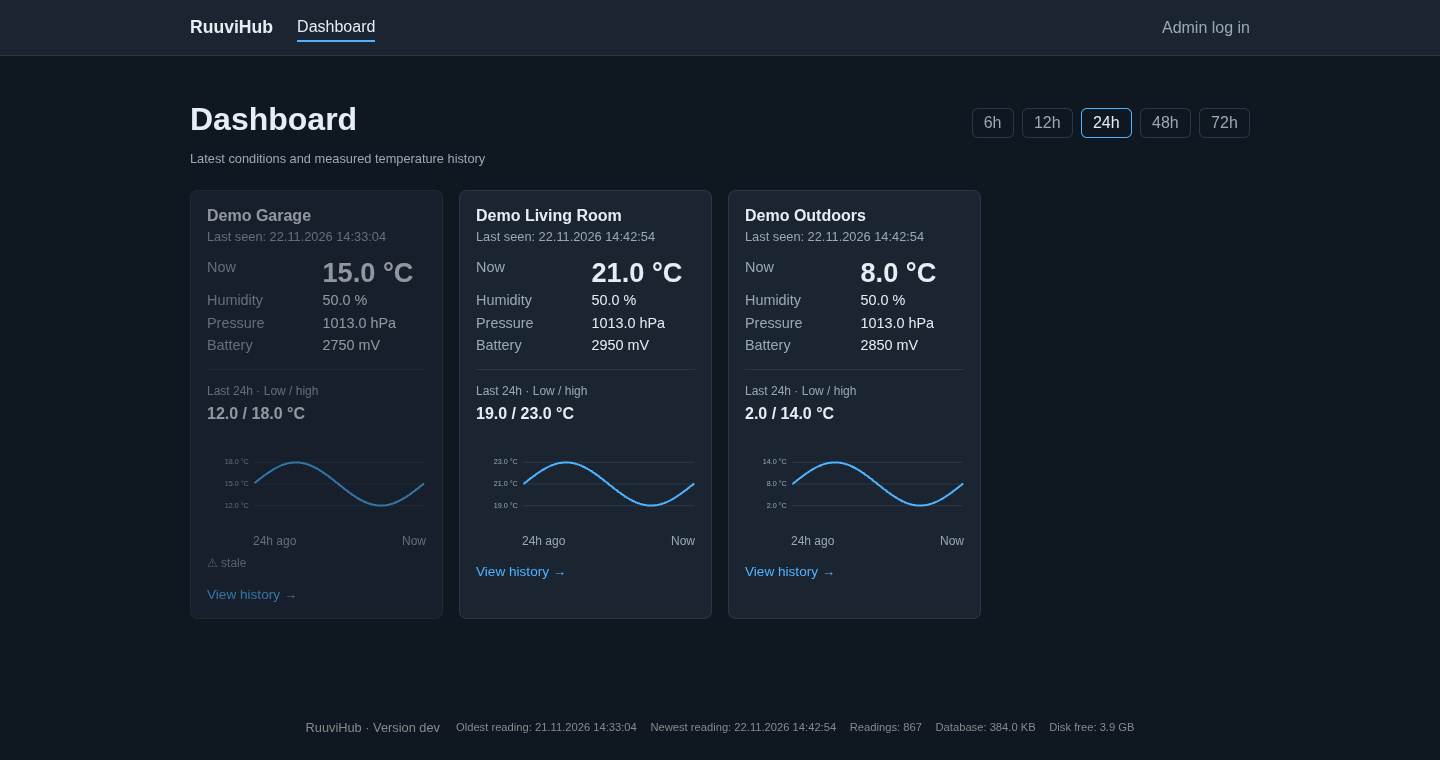 RuuviHub Dashboard Admin log in
Dashboard
6h 12h 24h 48h 72h
Latest conditions and measured temperature history
Demo Garage
Last seen: 22.11.2026 14:33:04
Now 15.0 °C
Humidity 50.0 %
Pressure 1013.0 hPa
Battery 2750 mV
Last 24h · Low / high
12.0 / 18.0 °C
18.0 °C
15.0 °C
12.0 °C
24h ago Now
⚠ stale
View history →
Demo Living Room
Last seen: 22.11.2026 14:42:54
Now 21.0 °C
Humidity 50.0 %
Pressure 1013.0 hPa
Battery 2950 mV
Last 24h · Low / high
19.0 / 23.0 °C
23.0 °C
21.0 °C
19.0 °C
24h ago Now
View history →
Demo Outdoors
Last seen: 22.11.2026 14:42:54
Now 8.0 °C
Humidity 50.0 %
Pressure 1013.0 hPa
Battery 2850 mV
Last 24h · Low / high
2.0 / 14.0 °C
14.0 °C
8.0 °C
2.0 °C
24h ago Now
View history →
RuuviHub · Version dev Oldest reading: 21.11.2026 14:33:04 Newest reading: 22.11.2026 14:42:54 Readings: 867 Database: 384.0 KB Disk free: 3.9 GB